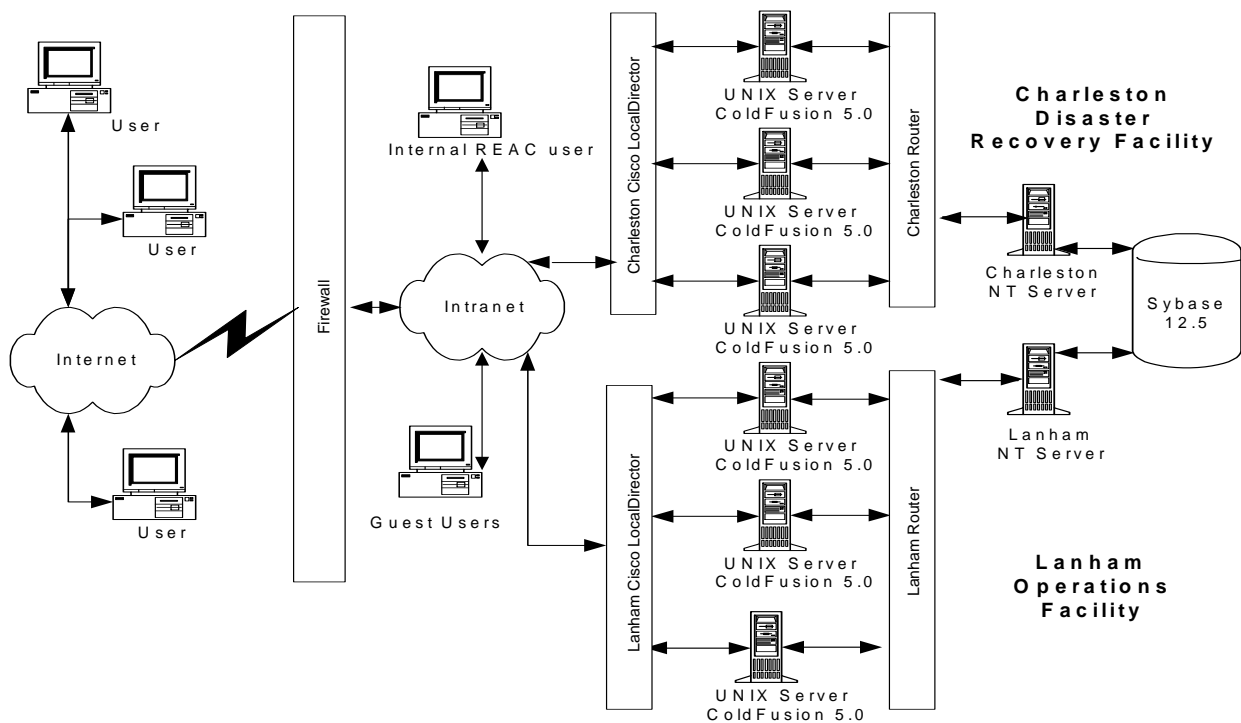 User
User
Internet
User
Firewall
Internal REAC user
Intranet
Guest Users
Charleston Cisco LocalDirector
UNIX Server
ColdFusion 5.0
UNIX Server
ColdFusion 5.0
UNIX Server
ColdFusion 5.0
Charleston Router
Charleston
Disaster
Recovery Facility
Charleston
NT Server
Sybase
12.5
Lanham Cisco LocalDirector
UNIX Server
ColdFusion 5.0
UNIX Server
ColdFusion 5.0
UNIX Server
ColdFusion 5.0
Lanham Router
Lanham
NT Server
Lanham
Operations
Facility